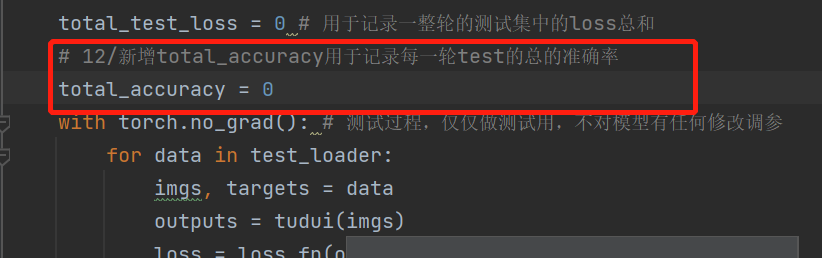 total_test_loss = 0 # 用于记录一整轮的测试集中的loss总和
# 12/新增total_accuracy用于记录每一轮test的总的准确率
total_accuracy = 0
with torch.no_grad(): # 测试过程，仅仅做测试用，不对模型有任何修改调参
for data in test_loader:
imgs, targets = data
outputs = tudui(imgs)
loss = loss_fn(o